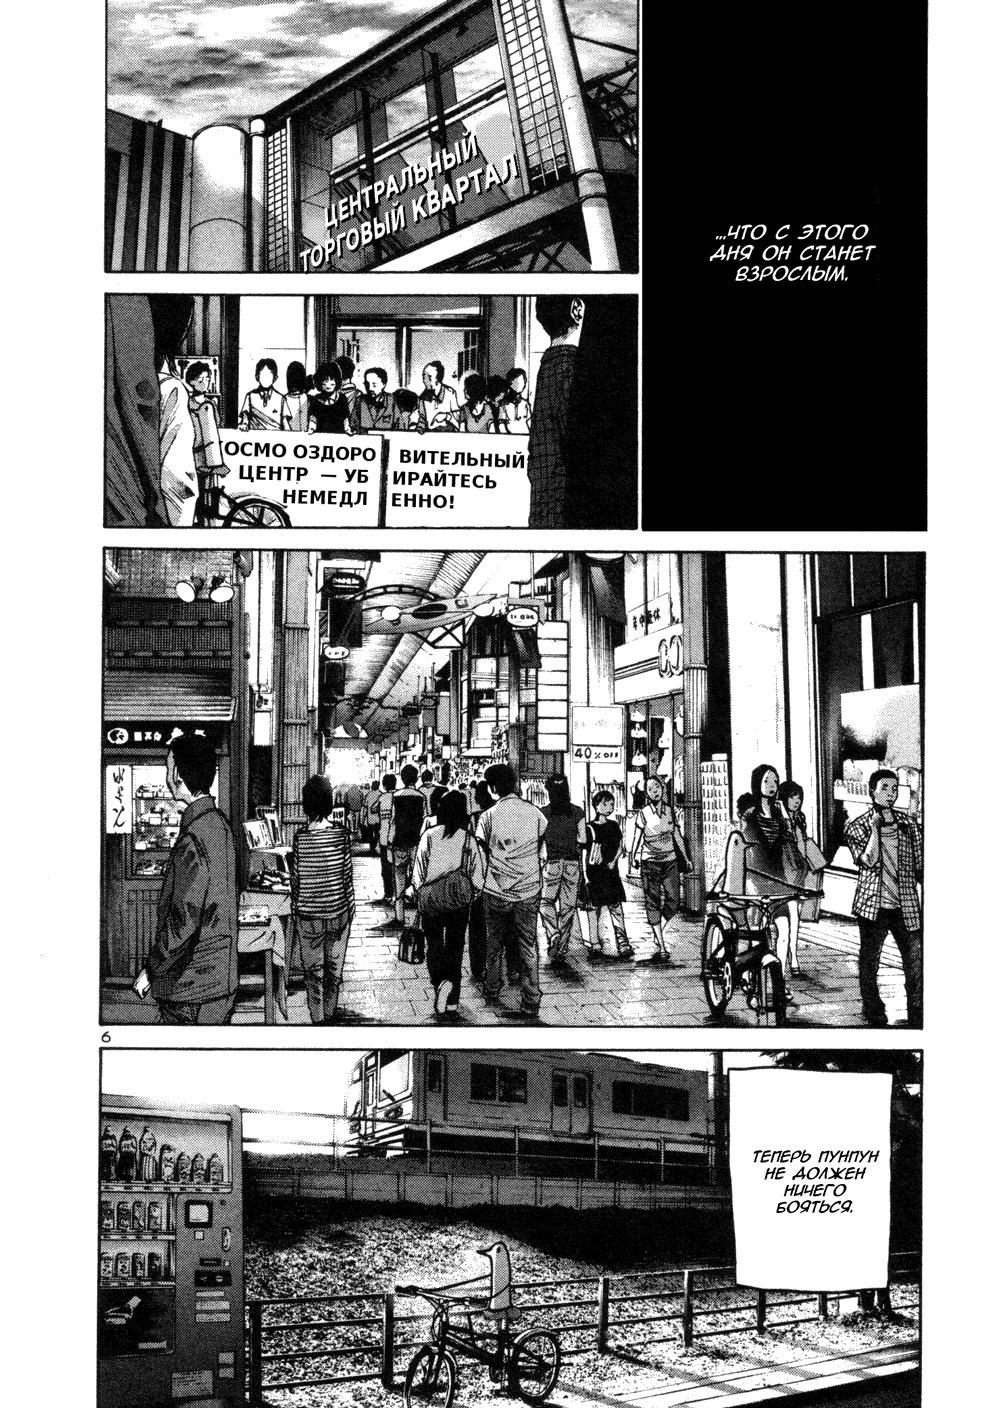 ...ЧТО С ЭТОГО
ДНЯ ОН СТАНЕТ
ВЗРОСЛЫМ.
ЦЕНТРАЛЬНЫЙ
ТОРГОВЫЙ КВАРТАЛ
ОСМО ОЗДОРО ВИТЕЛЬНЫЙ
ЦЕНТР — УБ ИРАЙТЕСЬ
НЕМЕДЛ ЕННО!
40% OFF
6
ТЕПЕРЬ ПУНПУН
НЕ ДОЛЖЕН
НИЧЕГО
БОЯТЬСЯ.